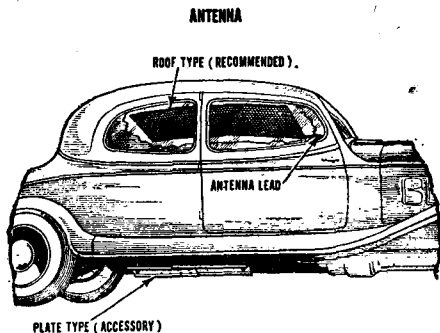 ANTENNA
ROOF TYPE (RECOMMENDED).
ANTENNA LEAD
PLATE TYPE (ACCESSORY)